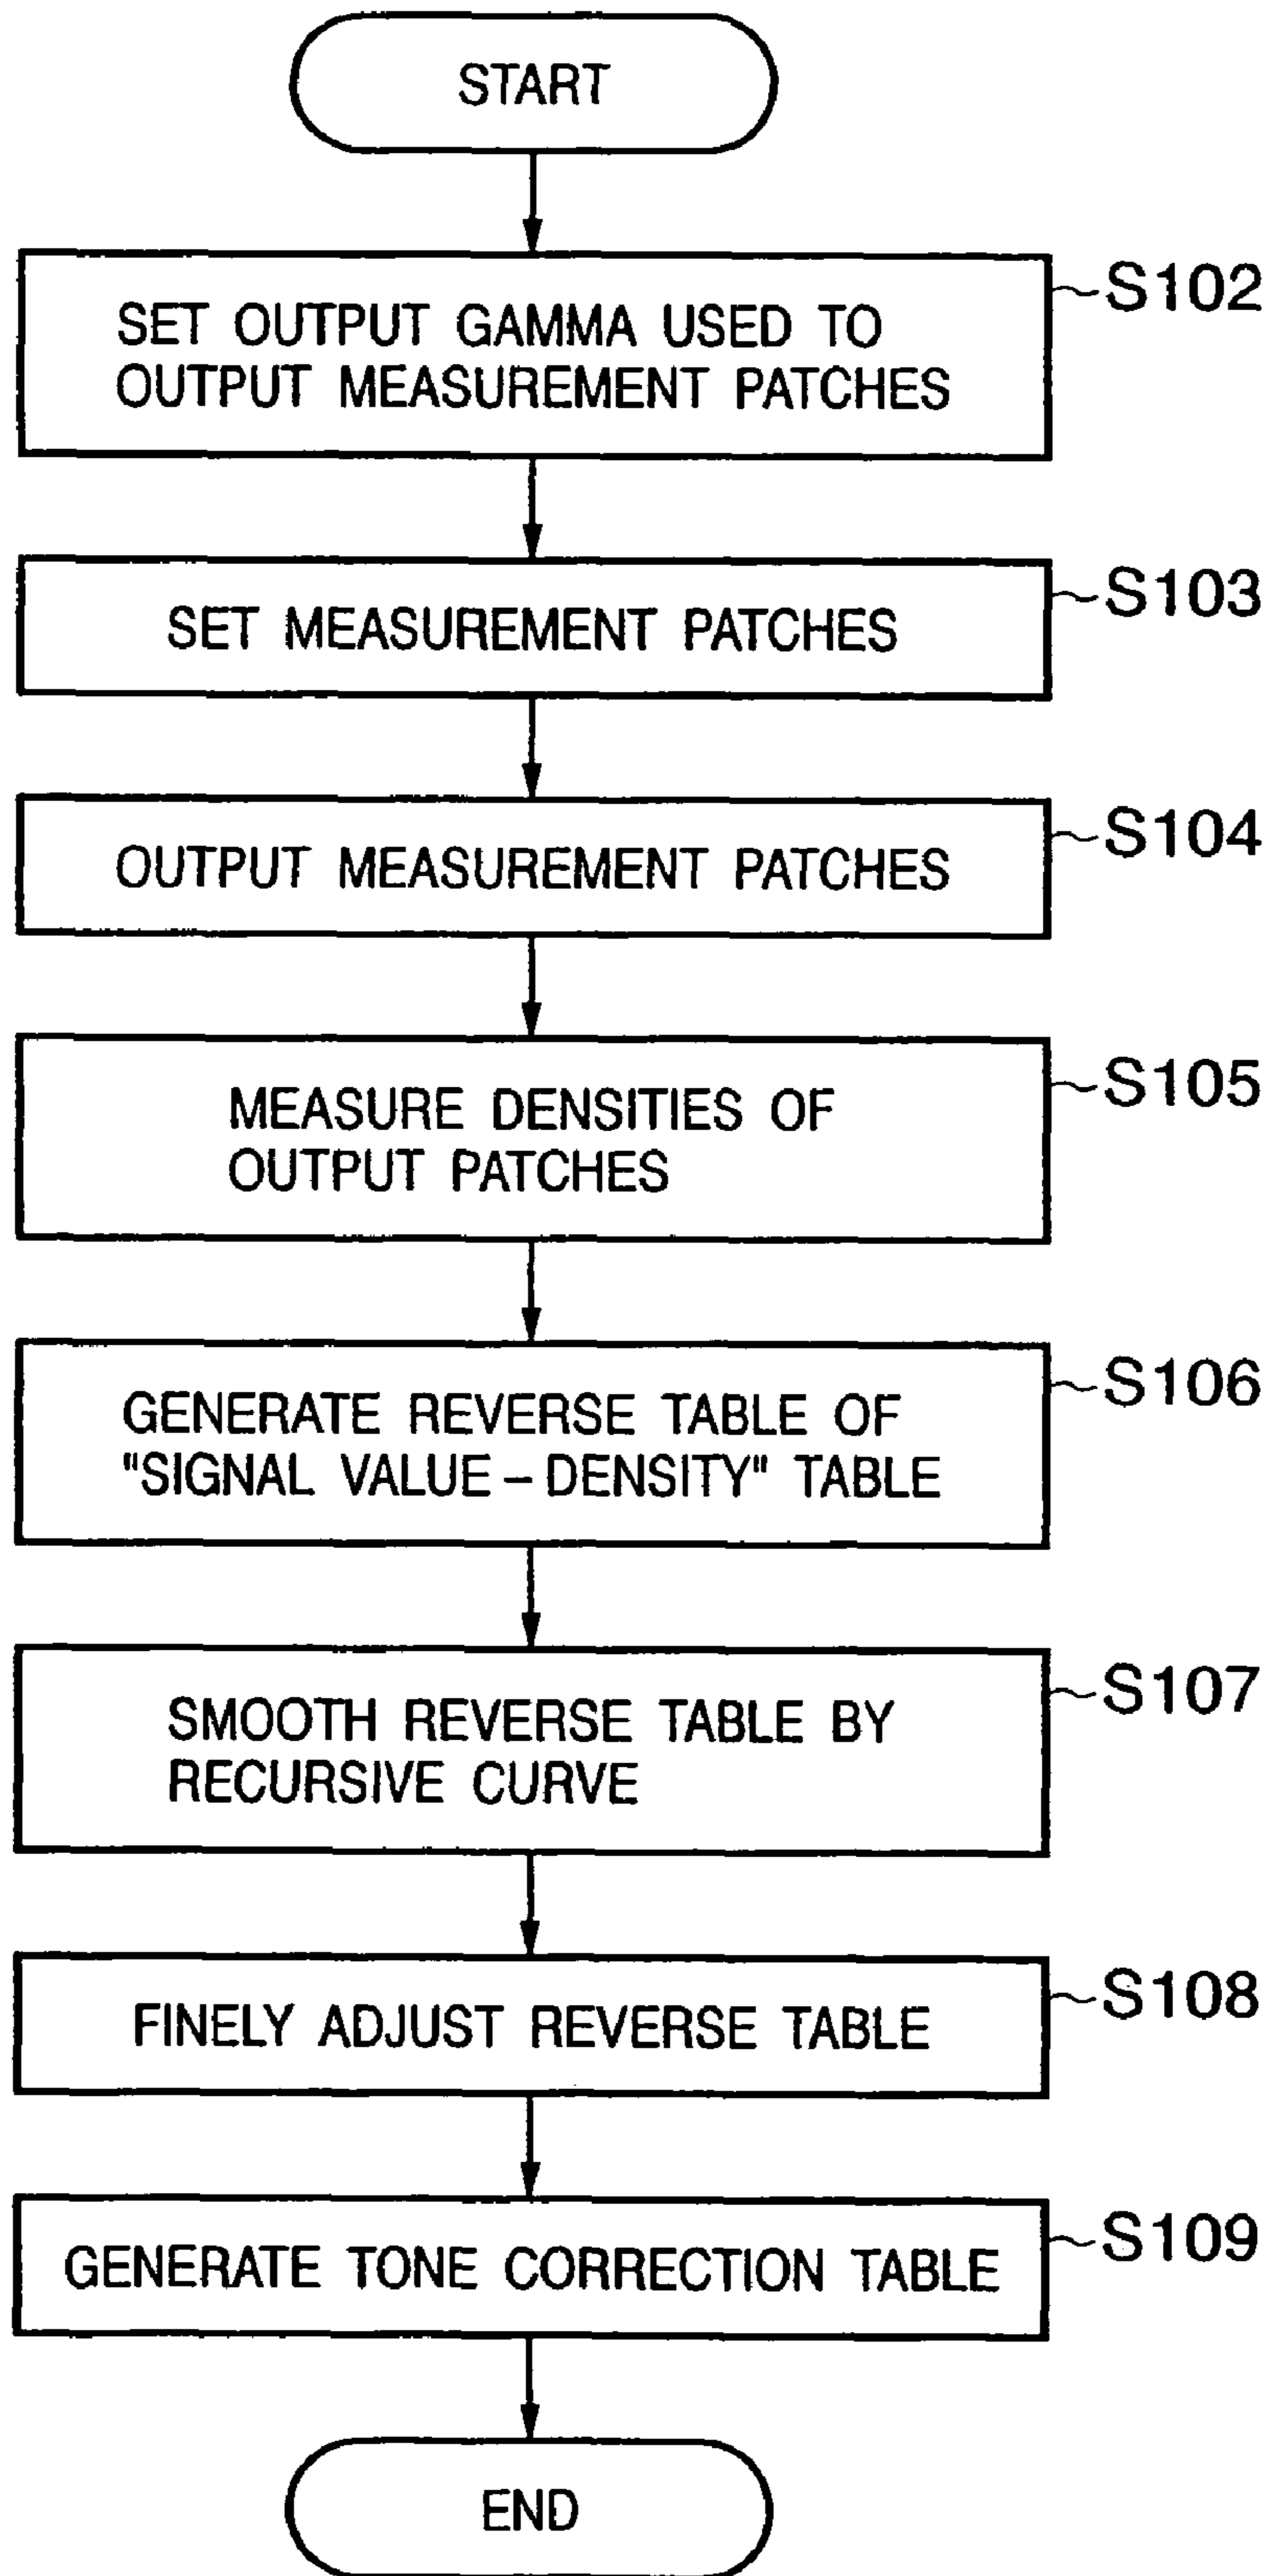 START
S102
SET OUTPUT GAMMA USED TO
OUTPUT MEASUREMENT PATCHES
S103
SET MEASUREMENT PATCHES
S104
OUTPUT MEASUREMENT PATCHES
S105
MEASURE DENSITIES OF
OUTPUT PATCHES
S106
GENERATE REVERSE TABLE OF
"SIGNAL VALUE – DENSITY" TABLE
S107
SMOOTH REVERSE TABLE BY
RECURSIVE CURVE
S108
FINELY ADJUST REVERSE TABLE
S109
GENERATE TONE CORRECTION TABLE
END